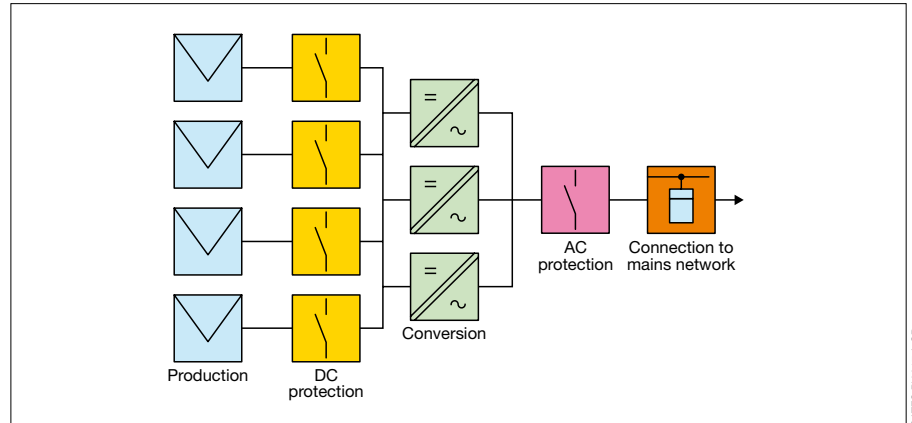 Production
DC
protection
Conversion
AC
protection
Connection to
mains network